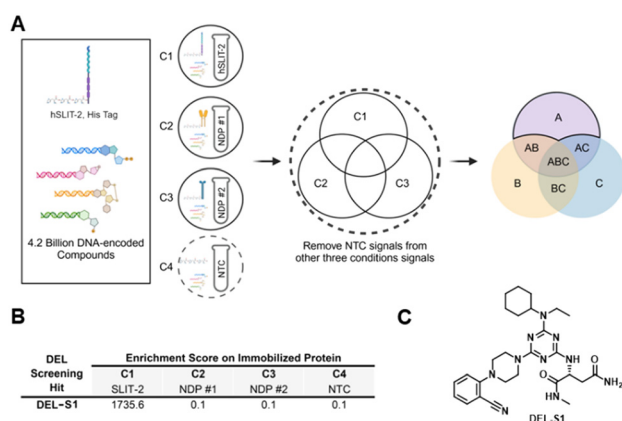 A
hSLIT-2, His Tag
4.2 Billion DNA-encoded
Compounds
C1
hSLIT-2
C2
NDP #1
C3
NDP #2
C4
NTC
C1
C2
C3
Remove NTC signals from
other three conditions signals
A
AB
AC
ABC
B
BC
C
B
DEL
Screening
Hit
Enrichment Score on Immobilized Protein
C1 C2 C3 C4
SLIT-2 NDP #1 NDP #2 NTC
DEL-S1 1735.6 0.1 0.1 0.1
C
N
N
N
N
N
N
N
NH
O
NH2
O
HN
N
DEL-S1